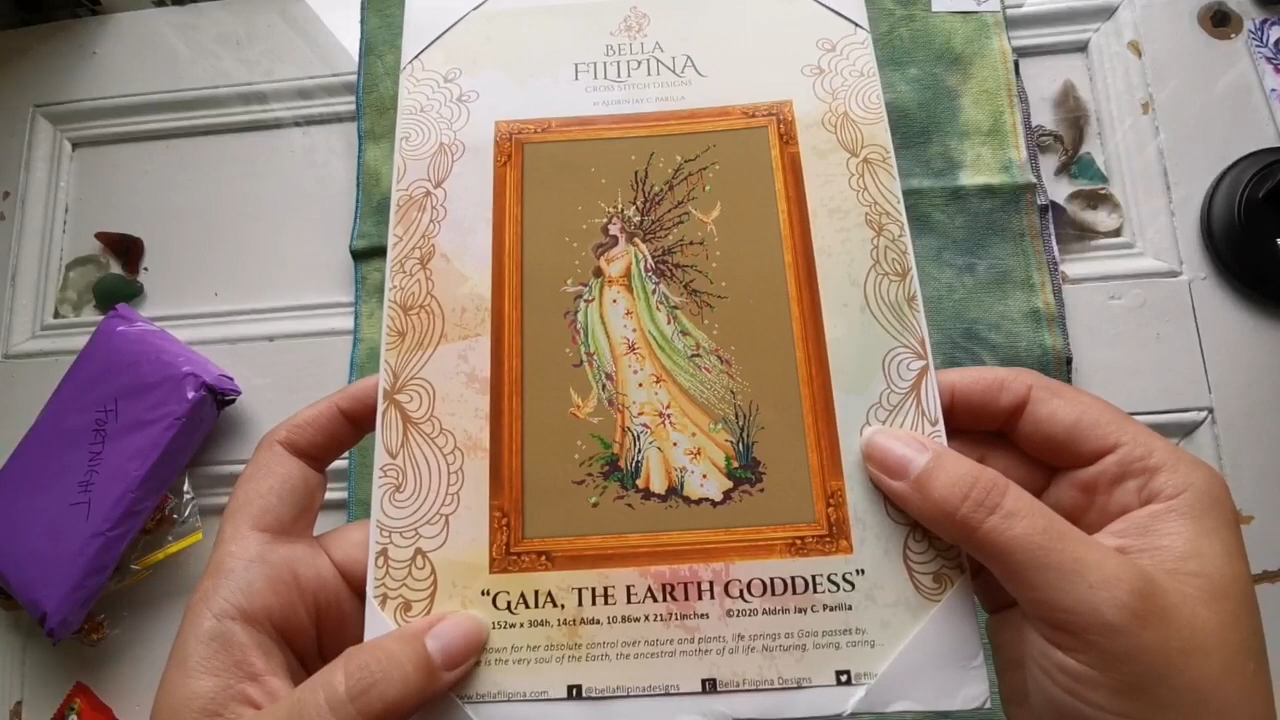 BELLA
FILIPINA
CROSS STITCH DESIGNS
BY ALDRIN JAY C. PARILLA
FORTNIGHT
"GAIA, THE EARTH GODDESS"
152w x 304h, 14ct Aida, 10.86w X 21.71inches ©2020 Aldrin Jay C. Parilla
for her absolute control over nature and plants, life springs as Gaia passes by.
is the very soul of the Earth, the ancestral mother of all life. Nurturing, loving, caring...
www.bellafilipina.com @bellafilipinadesigns Bella Filipina Designs